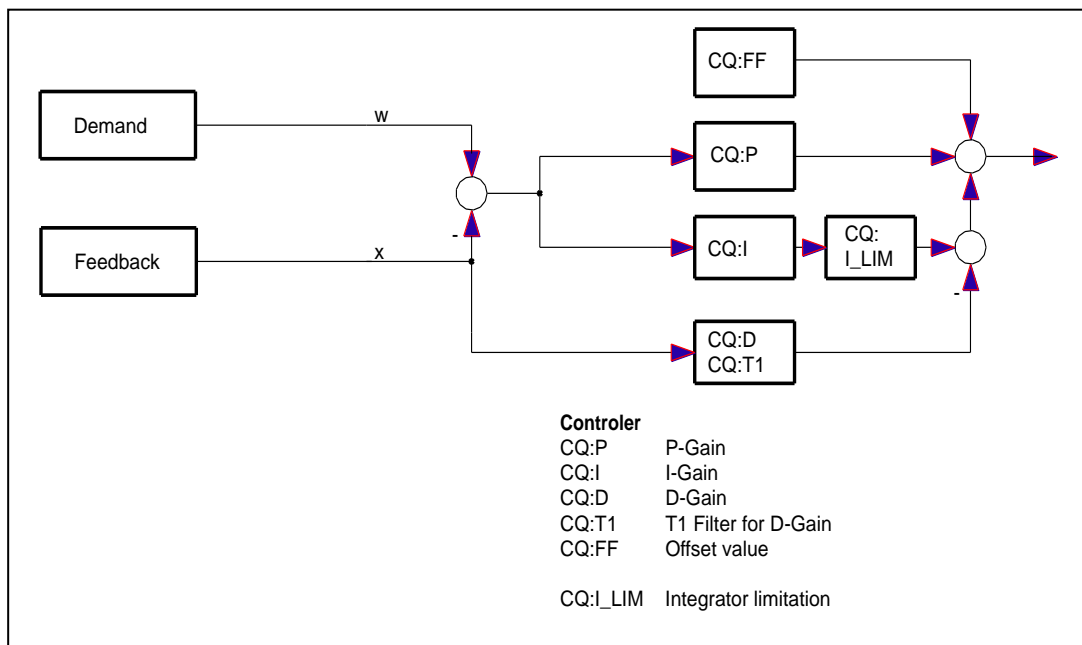 CQ:FF
Demand
W
CQ:P
-
Feedback
X
CQ:I
CQ:
I_LIM
-
CQ:D
CQ:T1
Controler
CQ:P P-Gain
CQ:I I-Gain
CQ:D D-Gain
CQ:T1 T1 Filter for D-Gain
CQ:FF Offset value
CQ:I_LIM Integrator limitation